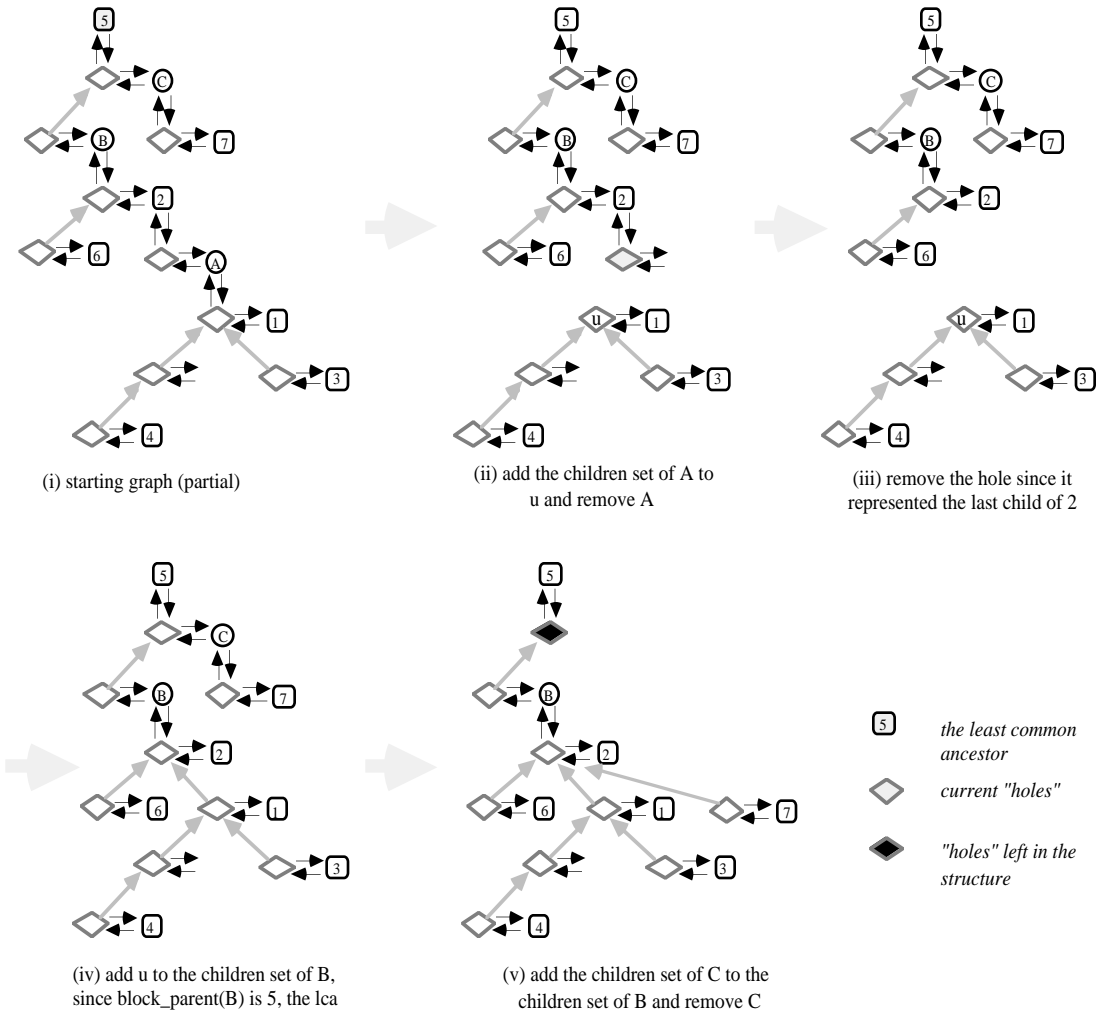 5 5 5
C C C
B 7 B 7 B 7
2 2 2
6 A 6 6
1 u 1 u 1
3 3 3
4 4 4
(i) starting graph (partial)
(ii) add the children set of A to
u and remove A
(iii) remove the hole since it
represented the last child of 2
5 5
C
B 7 B
2 2
6 1 6 1 7
3 3
4 4
5 the least common
ancestor
current "holes"
"holes" left in the
structure
(iv) add u to the children set of B,
since block_parent(B) is 5, the lca
(v) add the children set of C to the
children set of B and remove C